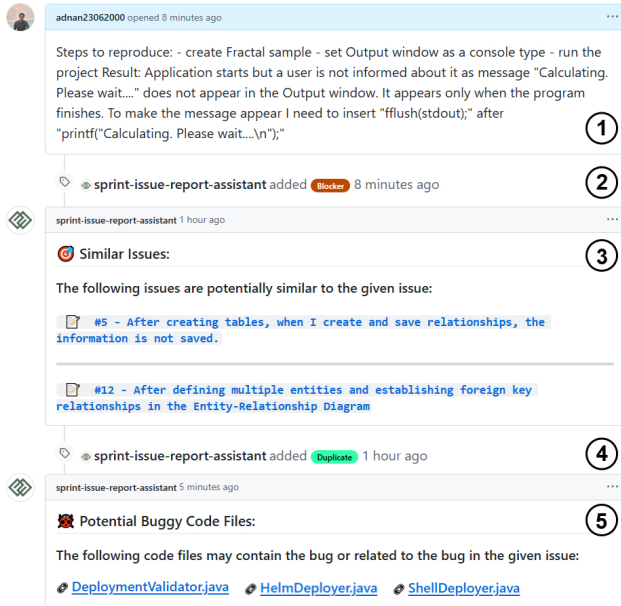 adnan23062000 opened 8 minutes ago
Steps to reproduce: - create Fractal sample - set Output window as a console type - run the
project Result: Application starts but a user is not informed about it as message "Calculating.
Please wait...." does not appear in the Output window. It appears only when the program
finishes. To make the message appear I need to insert "fflush(stdout);" after
"printf("Calculating. Please wait....\n");"
1
sprint-issue-report-assistant added Blocker 8 minutes ago
2
sprint-issue-report-assistant 1 hour ago
Similar Issues:
3
The following issues are potentially similar to the given issue:
#5 - After creating tables, when I create and save relationships, the
information is not saved.
#12 - After defining multiple entities and establishing foreign key
relationships in the Entity-Relationship Diagram
sprint-issue-report-assistant added Duplicate 1 hour ago
4
sprint-issue-report-assistant 5 minutes ago
Potential Buggy Code Files:
5
The following code files may contain the bug or related to the bug in the given issue:
DeploymentValidator.java HelmDeployer.java ShellDeployer.java